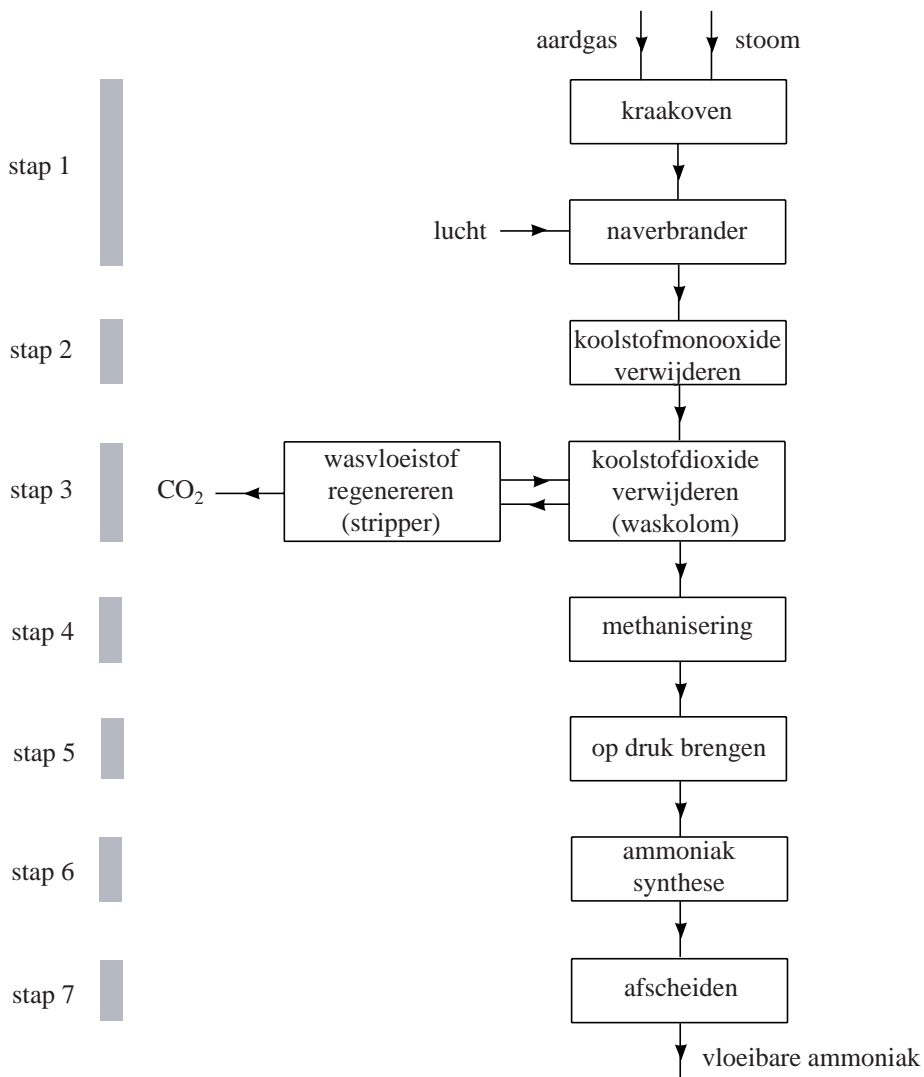 aardgas
stoom
kraakoven
stap 1
lucht
naverbrander
stap 2
koolstofmonooxide
verwijderen
stap 3
CO₂
wasvloeistof
regenereren
(stripper)
koolstofdioxide
verwijderen
(waskolom)
stap 4
methanisering
stap 5
op druk brengen
stap 6
ammoniak
synthese
stap 7
afscheiden
vloeibare ammoniak